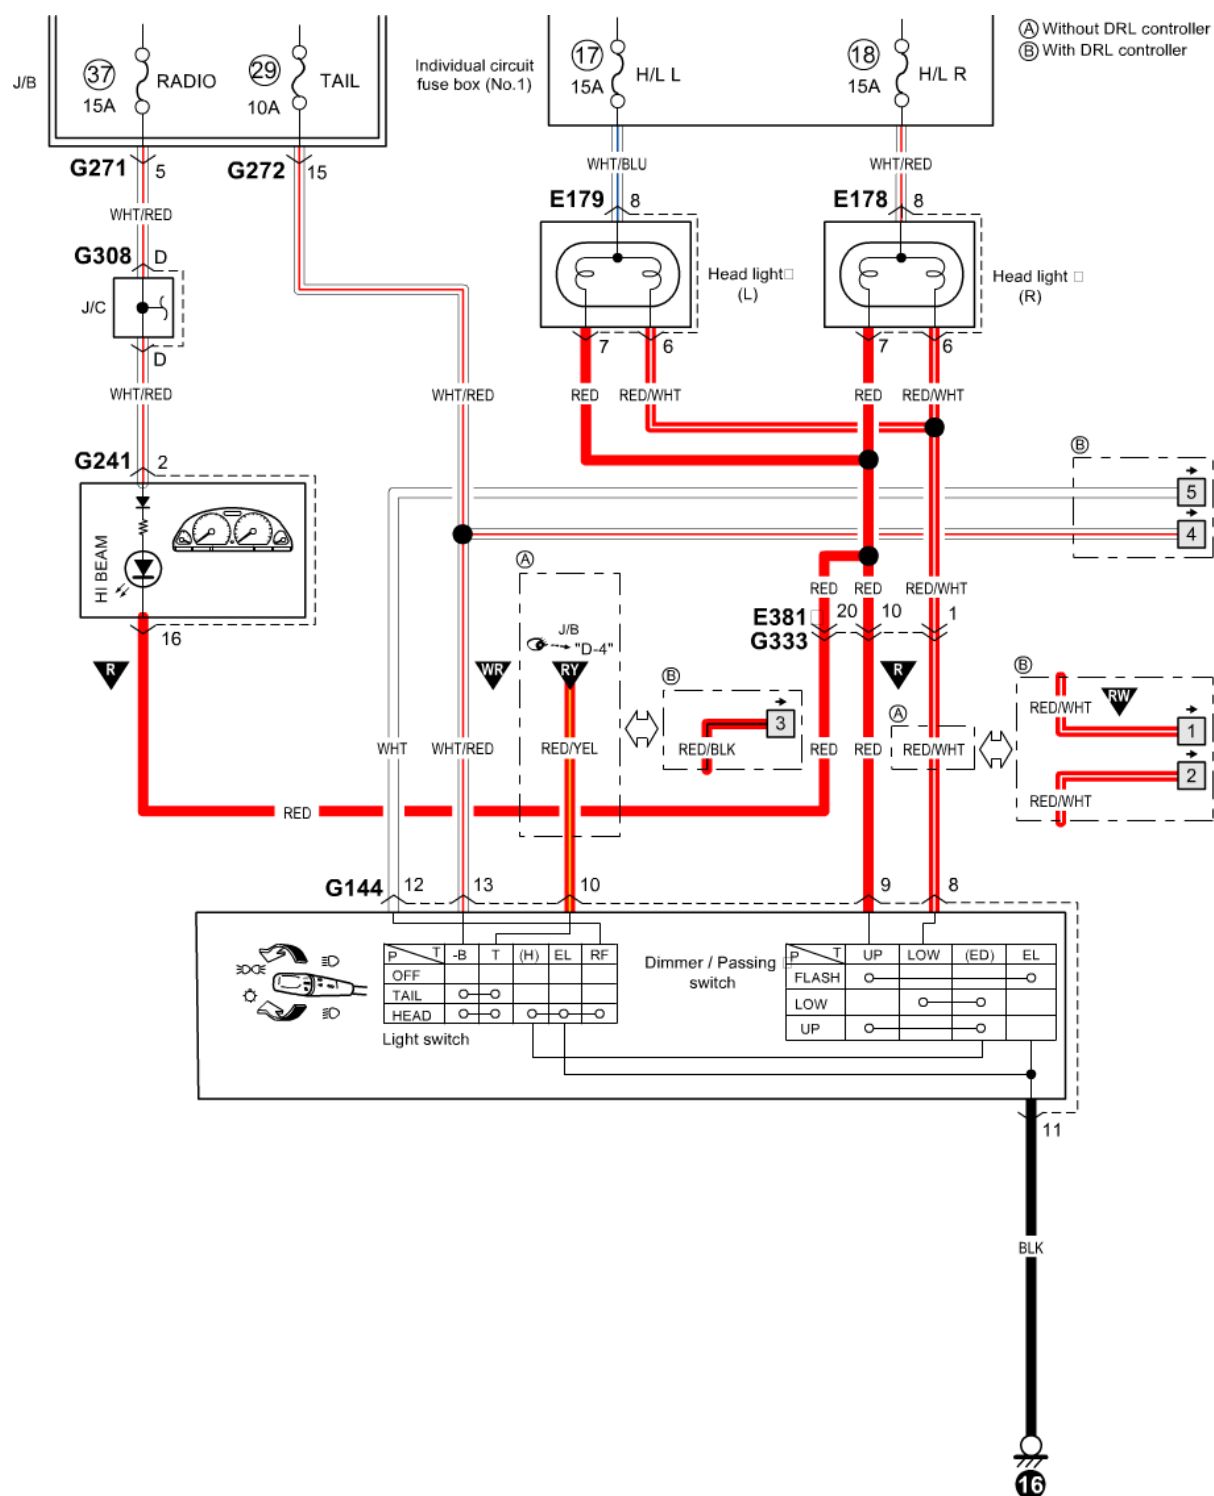 Ⓐ Without DRL controller
Ⓑ With DRL controller
J/B
37
15A
RADIO
29
10A
TAIL
Individual circuit
fuse box (No.1)
17
15A
H/L L
18
15A
H/L R
G271
5
G272
15
WHT/BLU
WHT/RED
WHT/RED
E179
8
E178
8
G308
D
J/C
D
Head light
(L)
Head light
(R)
7
6
7
6
WHT/RED
WHT/RED
RED
RED/WHT
RED
RED/WHT
G241
2
B
5
4
HI BEAM
A
J/B
"D-4"
RED
RED
RED/WHT
E381
20
10
1
G333
16
R
WR
RY
B
R
B
RW
3
A
RED/WHT
1
2
WHT
WHT/RED
RED/YEL
RED/BLK
RED
RED
RED/WHT
RED/WHT
RED
G144
12
13
10
9
8
P T -B T (H) EL RF
OFF
TAIL
HEAD
Light switch
Dimmer / Passing
switch
P T UP LOW (ED) EL
FLASH
LOW
UP
11
BLK
16